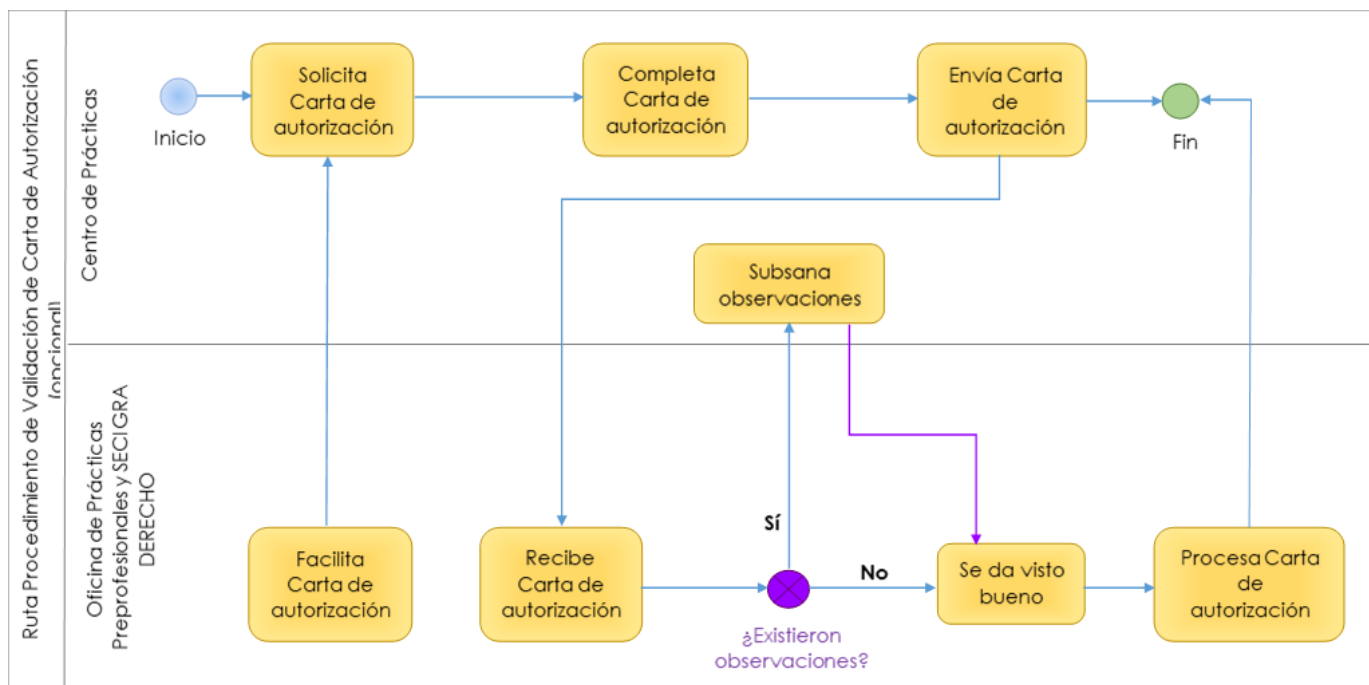 Ruta Procedimiento de Validación de Carta de Autorización
(opcional)
Centro de Prácticas
Inicio
Solicita
Carta de
autorización
Completa
Carta de
autorización
Envía Carta
de
autorización
Fin
Subsana
observaciones
Oficina de Prácticas
Preprofesionales y SECIGRA
DERECHO
Facilita
Carta de
autorización
Recibe
Carta de
autorización
Sí
No
¿Existieron
observaciones?
Se da visto
bueno
Procesa Carta
de
autorización